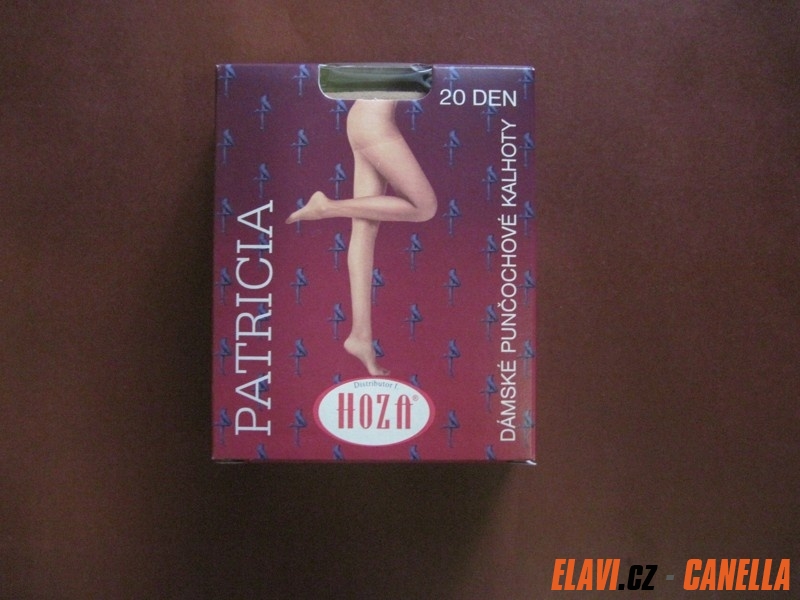 20 DEN
PATRICIA
DÁMSKÉ PUNČOCHOVÉ KALHOTY
Distributor I.
HOZA®
ELAVI.CZ - CANELLA